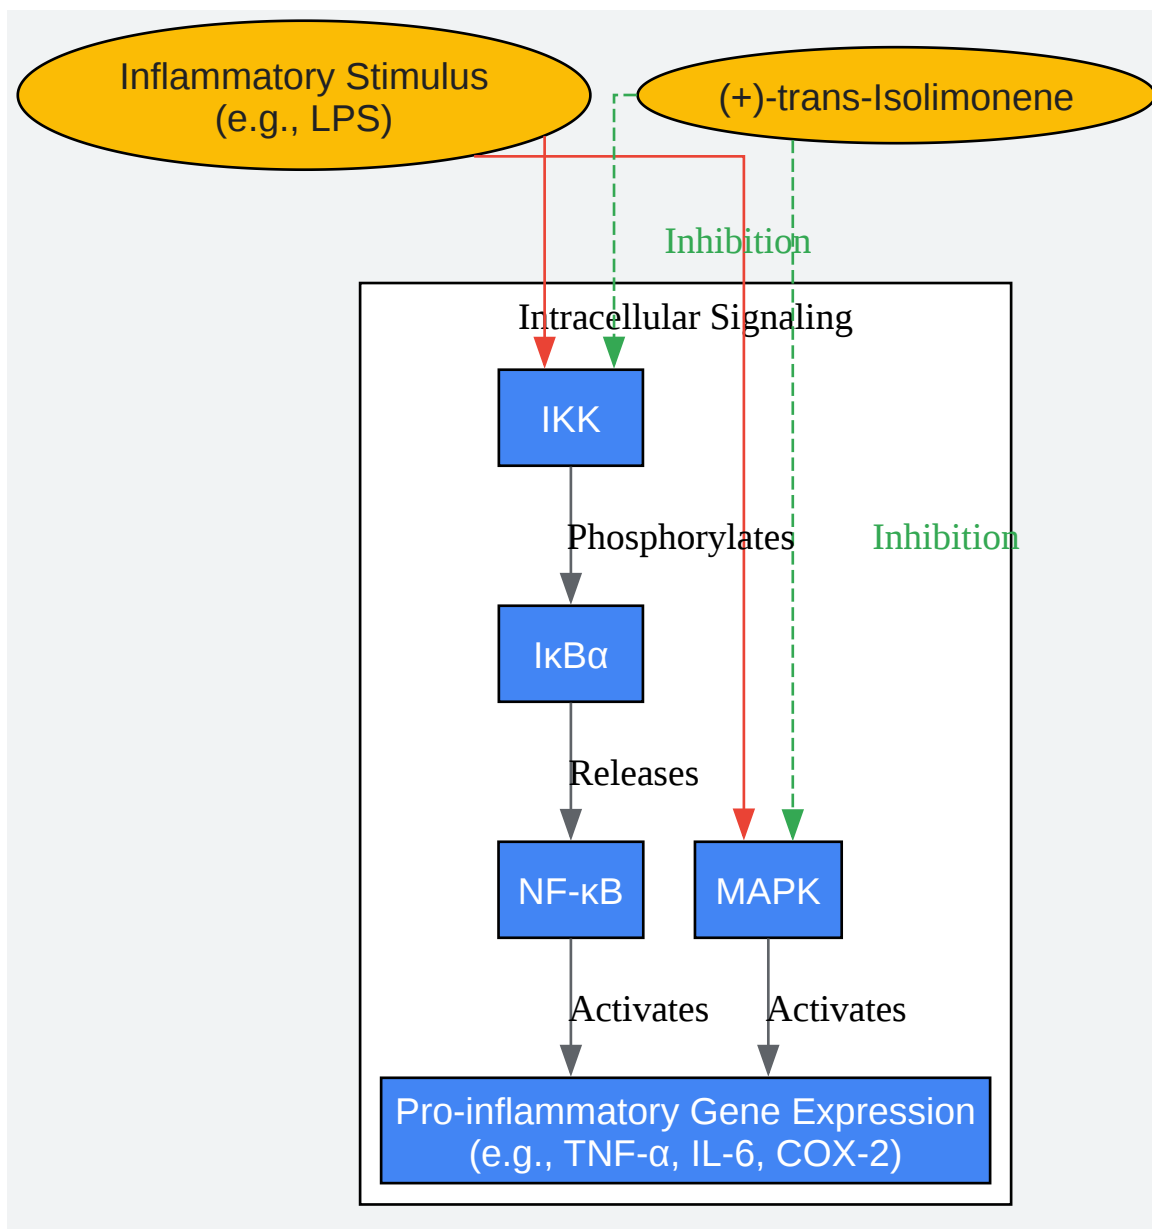 Inflammatory Stimulus
(e.g., LPS)
(+)-trans-Isolimonene
Inhibition
Intracellular Signaling
IKK
Phosphorylates
Inhibition
IκBα
Releases
NF-κB
MAPK
Activates
Activates
Pro-inflammatory Gene Expression
(e.g., TNF-α, IL-6, COX-2)